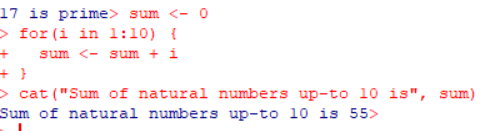 17 is prime> sum <- 0
> for(i in 1:10) {
+   sum <- sum + i
+ }
> cat("Sum of natural numbers up-to 10 is", sum)
Sum of natural numbers up-to 10 is 55>
>